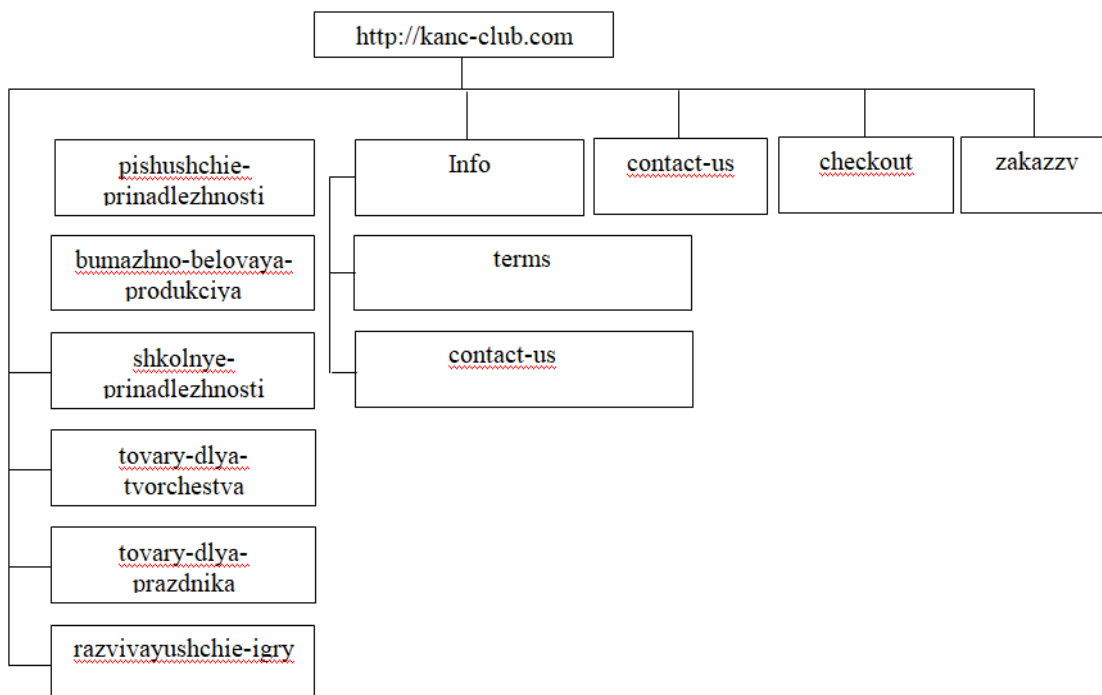 http://kanc-club.com
pishushchie-
prinadlezhnosti
Info
contact-us
checkout
zakazzv
bumazhno-belovaya-
produkciya
terms
shkolnye-
prinadlezhnosti
contact-us
tovary-dlya-
tvorchestva
tovary-dlya-
prazdnika
razvivayushchie-igry